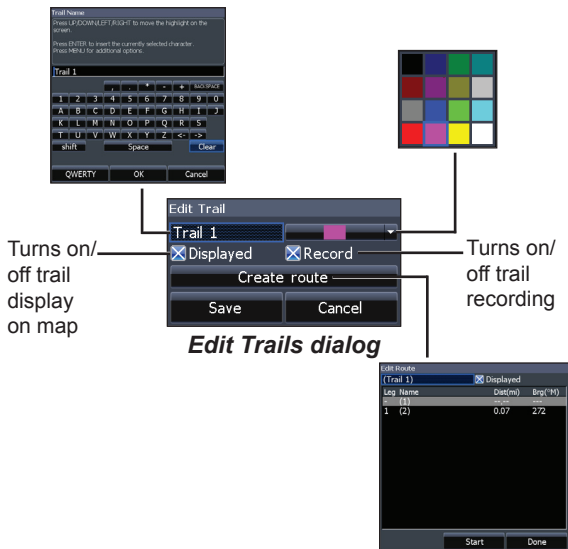 Trail Name
Press UP/DOWN/LEFT/RIGHT to move the highlight on the
screen.
Press ENTER to insert the currently selected character.
Press MENU for additional options.
Trail 1
, . * - + BACKSPACE
1 2 3 4 5 6 7 8 9 0
A B C D E F G H I J
K L M N O P Q R S
T U V W X Y Z <- ->
shift Space Clear
QWERTY OK Cancel
Edit Trail
Trail 1
Displayed Record
Create route
Save Cancel
Turns on/
off trail
display
on map
Turns on/
off trail
recording
Edit Trails dialog
Edit Route
(Trail 1) Displayed
Leg Name Dist(mi) Brg(°M)
- (1) --.-- ---
1 (2) 0.07 272
Start Done